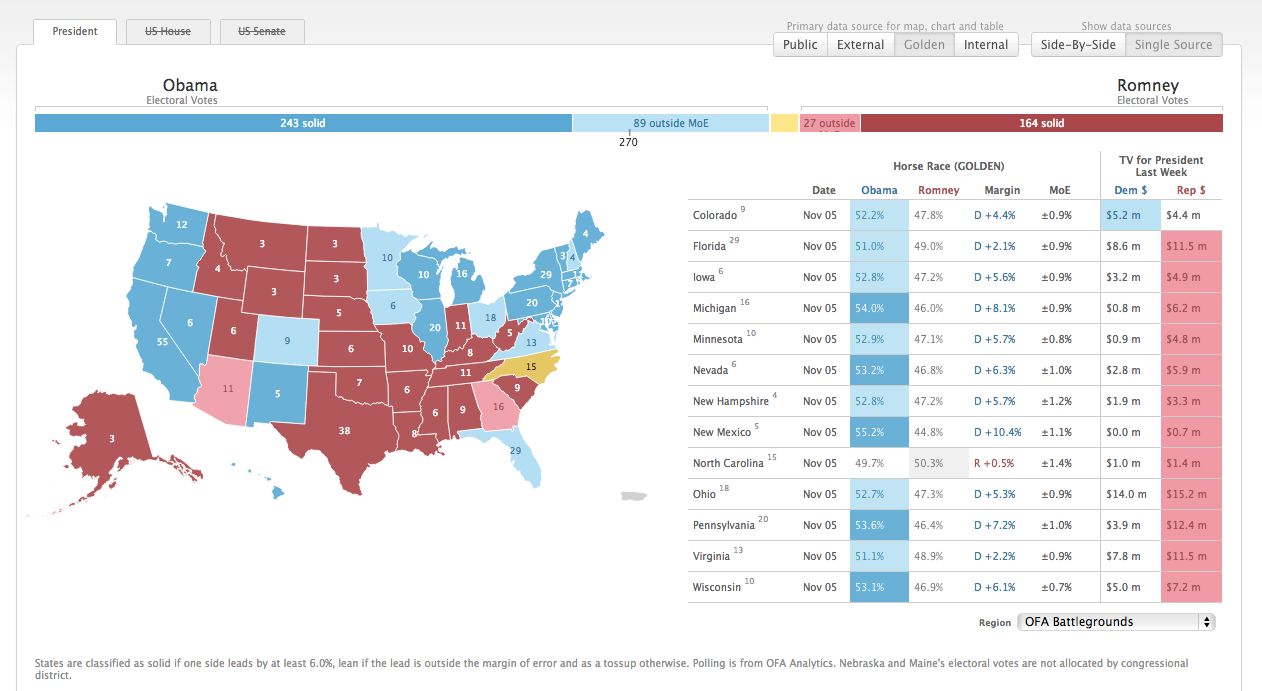 President
US House
US Senate
Primary data source for map, chart and table
Public
External
Golden
Internal
Show data sources
Side-By-Side
Single Source
Obama
Electoral Votes
Romney
Electoral Votes
243 solid
89 outside MoE
27 outside
164 solid
270
12
7
55
6
4
3
3
6
11
9
5
3
3
5
6
7
38
10
6
10
6
8
10
20
16
11
18
8
11
6
9
16
29
5
13
15
9
20
29
3
4
4
3
Horse Race (GOLDEN)
TV for President
Last Week
Date Obama Romney Margin MoE Dem $ Rep $
Colorado 9 Nov 05 52.2% 47.8% D +4.4% ±0.9% $5.2 m $4.4 m
Florida 29 Nov 05 51.0% 49.0% D +2.1% ±0.9% $8.6 m $11.5 m
Iowa 6 Nov 05 52.8% 47.2% D +5.6% ±0.9% $3.2 m $4.9 m
Michigan 16 Nov 05 54.0% 46.0% D +8.1% ±0.9% $0.8 m $6.2 m
Minnesota 10 Nov 05 52.9% 47.1% D +5.7% ±0.8% $0.9 m $4.8 m
Nevada 6 Nov 05 53.2% 46.8% D +6.3% ±1.0% $2.8 m $5.9 m
New Hampshire 4 Nov 05 52.8% 47.2% D +5.7% ±1.2% $1.9 m $3.3 m
New Mexico 5 Nov 05 55.2% 44.8% D +10.4% ±1.1% $0.0 m $0.7 m
North Carolina 15 Nov 05 49.7% 50.3% R +0.5% ±1.4% $1.0 m $1.4 m
Ohio 18 Nov 05 52.7% 47.3% D +5.3% ±0.9% $14.0 m $15.2 m
Pennsylvania 20 Nov 05 53.6% 46.4% D +7.2% ±1.0% $3.9 m $12.4 m
Virginia 13 Nov 05 51.1% 48.9% D +2.2% ±0.9% $7.8 m $11.5 m
Wisconsin 10 Nov 05 53.1% 46.9% D +6.1% ±0.7% $5.0 m $7.2 m
Region OFA Battlegrounds
States are classified as solid if one side leads by at least 6.0%, lean if the lead is outside the margin of error and as a tossup otherwise. Polling is from OFA Analytics. Nebraska and Maine's electoral votes are not allocated by congressional
district.